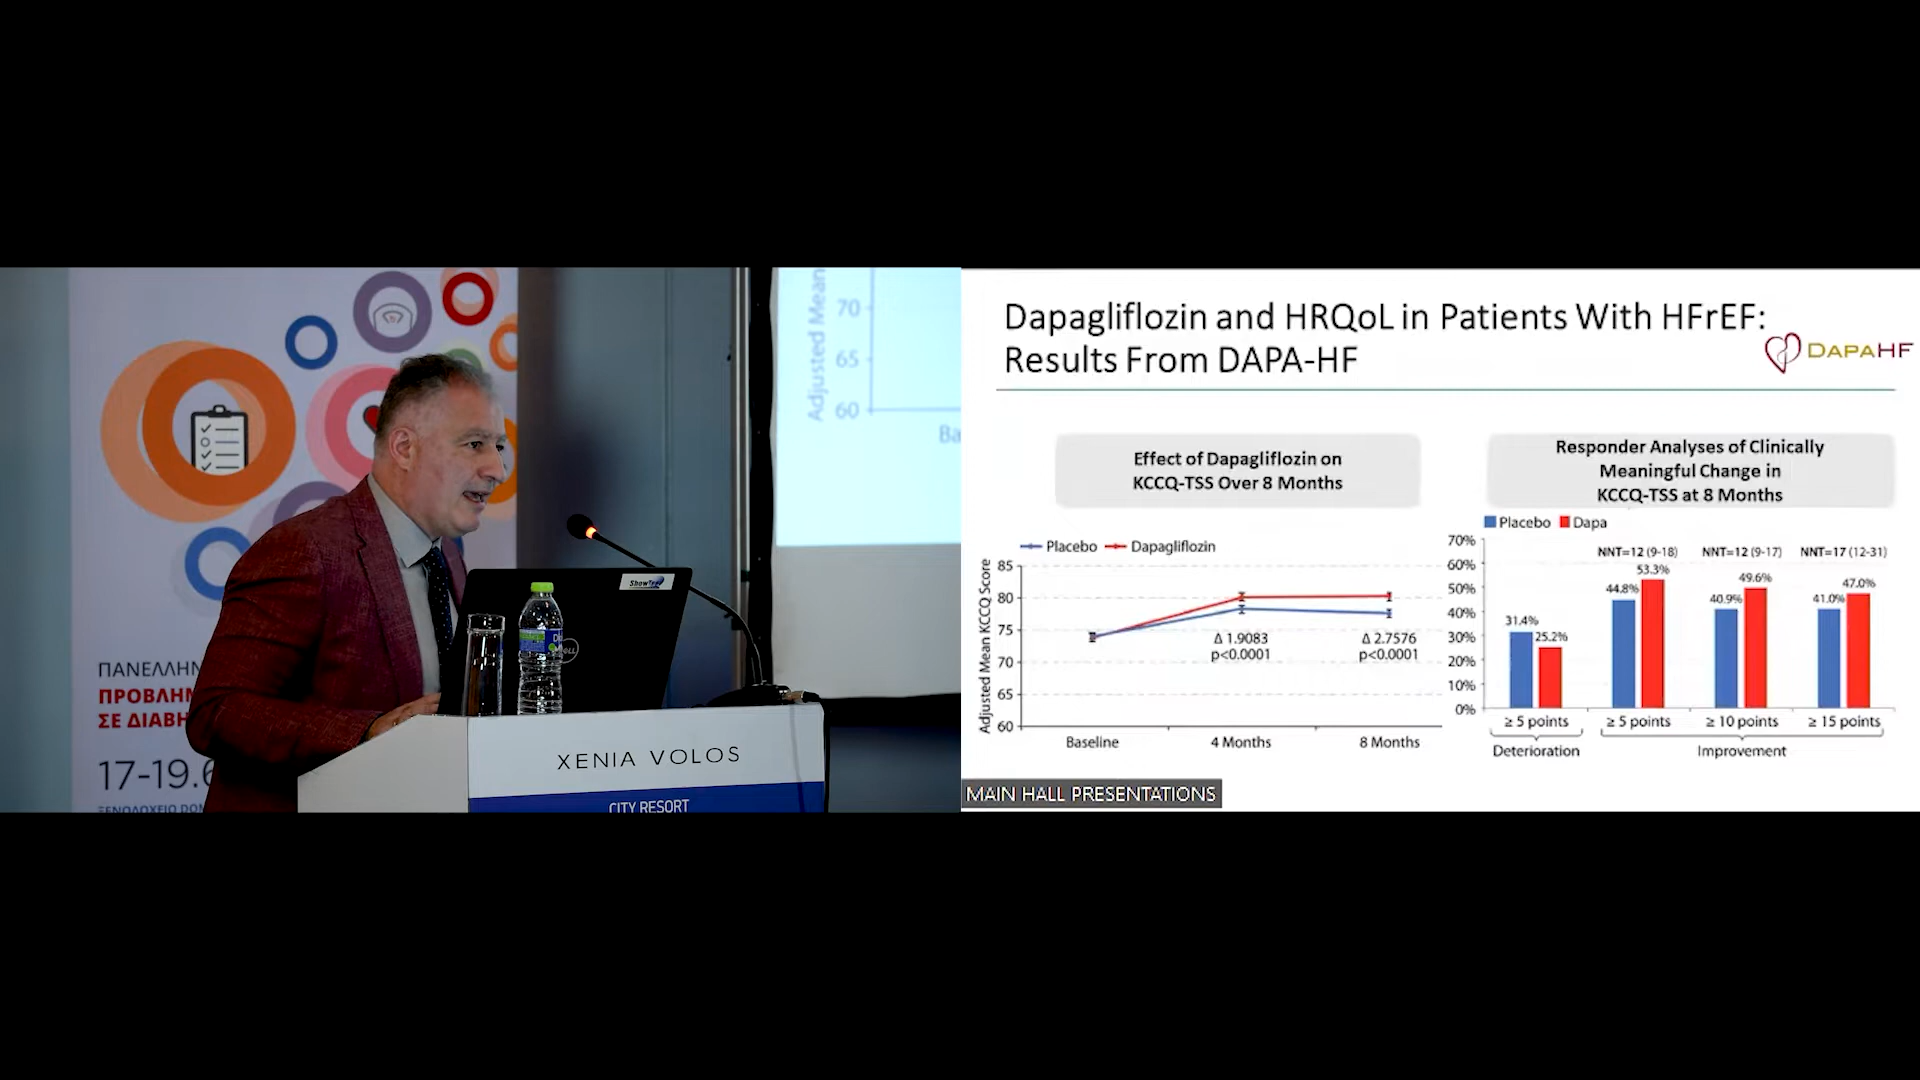 ΠΑΝΕΛΛΗΝ
ΠΡΟΒΛΗΜ
ΣΕ ΔΙΑΒΗ
17-19.6
ΞΕΝΟΔΟΧΕΙΟ DOM
Adjusted Mean
70
65
60
Ba
ShowTex
DELL
XENIA VOLOS
CITY RESORT
Dapagliflozin and HRQoL in Patients With HFrEF:
Results From DAPA-HF
DAPAHF
Effect of Dapagliflozin on
KCCQ-TSS Over 8 Months
Placebo Dapagliflozin
Adjusted Mean KCCQ Score
85
80
75
70
65
60
Δ 1.9083
p<0.0001
Δ 2.7576
p<0.0001
Baseline 4 Months 8 Months
Responder Analyses of Clinically
Meaningful Change in
KCCQ-TSS at 8 Months
Placebo Dapa
70%
60%
50%
40%
30%
20%
10%
0%
NNT=12 (9-18) NNT=12 (9-17) NNT=17 (12-31)
31.4% 25.2%
44.8% 53.3%
40.9% 49.6%
41.0% 47.0%
≥ 5 points ≥ 5 points ≥ 10 points ≥ 15 points
Deterioration Improvement
MAIN HALL PRESENTATIONS